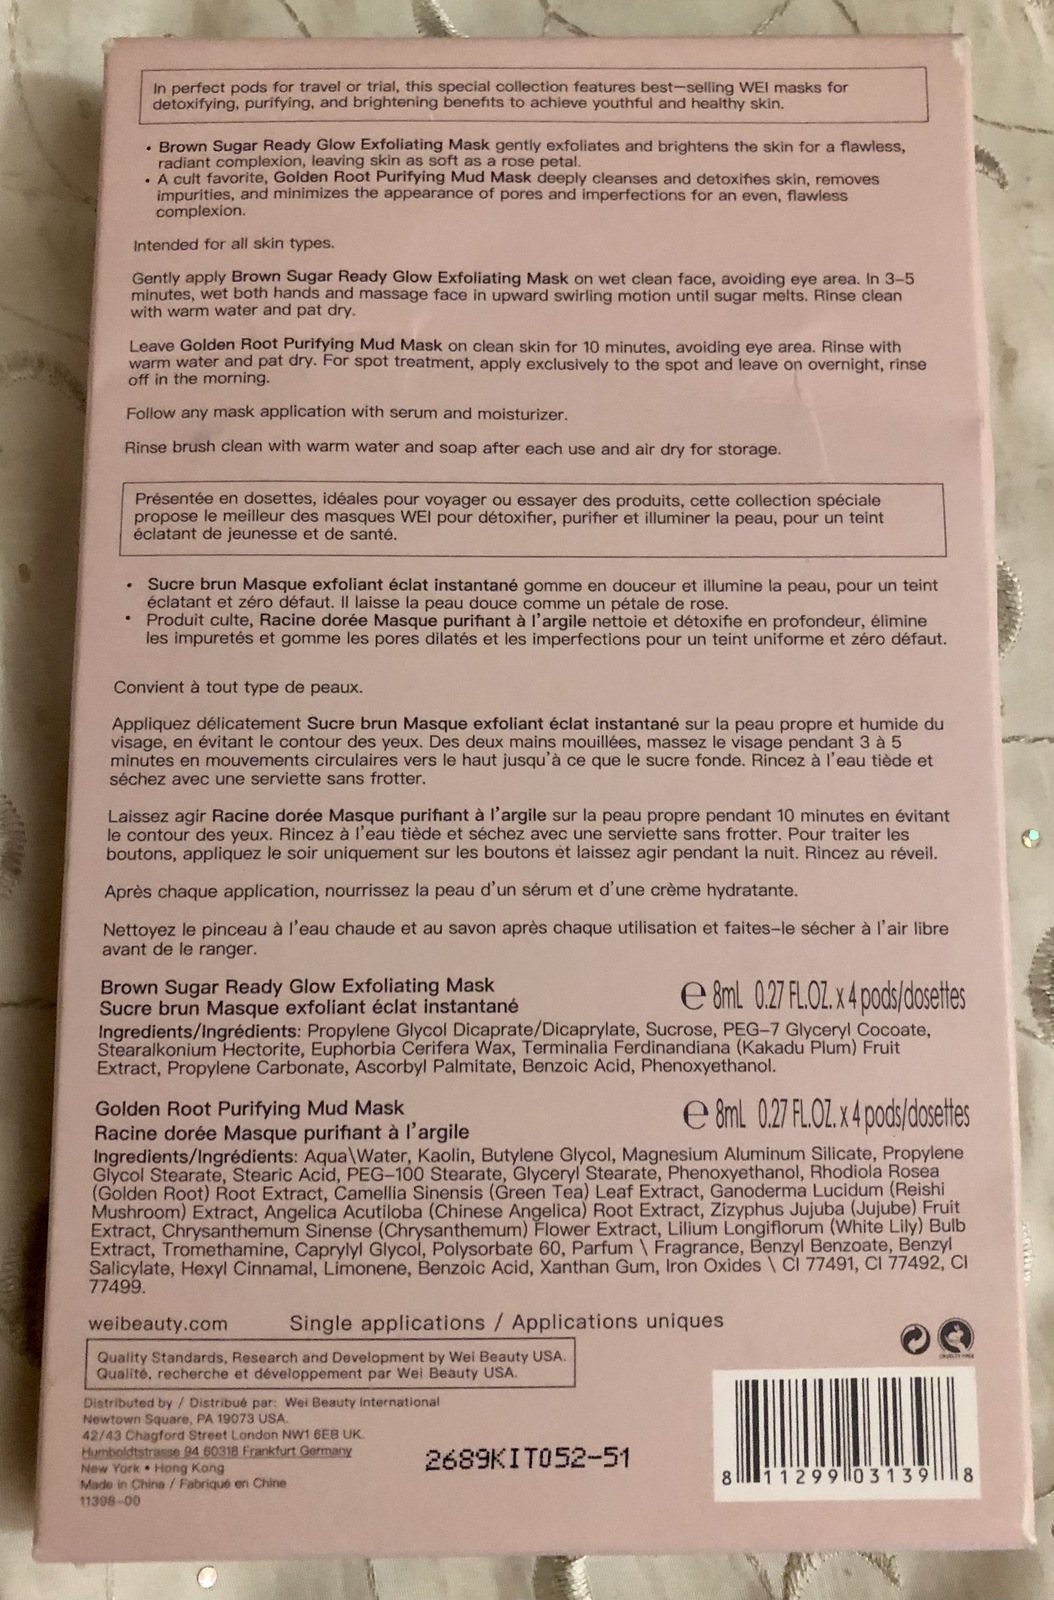 In perfect pods for travel or trial, this special collection features best-selling WEI masks for
detoxifying, purifying, and brightening benefits to achieve youthful and healthy skin.
• Brown Sugar Ready Glow Exfoliating Mask gently exfoliates and brightens the skin for a flawless,
radiant complexion, leaving skin as soft as a rose petal.
• A cult favorite, Golden Root Purifying Mud Mask deeply cleanses and detoxifies skin, removes
impurities, and minimizes the appearance of pores and imperfections for an even, flawless
complexion.
Intended for all skin types.
Gently apply Brown Sugar Ready Glow Exfoliating Mask on wet clean face, avoiding eye area. In 3-5
minutes, wet both hands and massage face in upward swirling motion until sugar melts. Rinse clean
with warm water and pat dry.
Leave Golden Root Purifying Mud Mask on clean skin for 10 minutes, avoiding eye area. Rinse with
warm water and pat dry. For spot treatment, apply exclusively to the spot and leave on overnight, rinse
off in the morning.
Follow any mask application with serum and moisturizer.
Rinse brush clean with warm water and soap after each use and air dry for storage.
Présentée en dosettes, idéales pour voyager ou essayer des produits, cette collection spéciale
propose le meilleur des masques WEI pour détoxifier, purifier et illuminer la peau, pour un teint
éclatant de jeunesse et de santé.
• Sucre brun Masque exfoliant éclat instantané gomme en douceur et illumine la peau, pour un teint
éclatant et zéro défaut. Il laisse la peau douce comme un pétale de rose.
• Produit culte, Racine dorée Masque purifiant à l'argile nettoie et détoxifie en profondeur, élimine
les impuretés et gomme les pores dilatés et les imperfections pour un teint uniforme et zéro défaut.
Convient à tout type de peaux.
Appliquez délicatement Sucre brun Masque exfoliant éclat instantané sur la peau propre et humide du
visage, en évitant le contour des yeux. Des deux mains mouillées, massez le visage pendant 3 à 5
minutes en mouvements circulaires vers le haut jusqu'à ce que le sucre fonde. Rincez à l'eau tiède et
séchez avec une serviette sans frotter.
Laissez agir Racine dorée Masque purifiant à l'argile sur la peau propre pendant 10 minutes en évitant
le contour des yeux. Rincez à l'eau tiède et séchez avec une serviette sans frotter. Pour traiter les
boutons, appliquez le soir uniquement sur les boutons et laissez agir pendant la nuit. Rincez au réveil.
Après chaque application, nourrissez la peau d'un sérum et d'une crème hydratante.
Nettoyez le pinceau à l'eau chaude et au savon après chaque utilisation et faites-le sécher à l'air libre
avant de le ranger.
Brown Sugar Ready Glow Exfoliating Mask
Sucre brun Masque exfoliant éclat instantané
℮ 8mL 0.27 FL.OZ. x 4 pods/dosettes
Ingredients/Ingrédients: Propylene Glycol Dicaprate/Dicaprylate, Sucrose, PEG-7 Glyceryl Cocoate,
Stearalkonium Hectorite, Euphorbia Cerifera Wax, Terminalia Ferdinandiana (Kakadu Plum) Fruit
Extract, Propylene Carbonate, Ascorbyl Palmitate, Benzoic Acid, Phenoxyethanol.
Golden Root Purifying Mud Mask
Racine dorée Masque purifiant à l'argile
℮ 8mL 0.27 FL.OZ. x 4 pods/dosettes
Ingredients/Ingrédients: Aqua\Water, Kaolin, Butylene Glycol, Magnesium Aluminum Silicate, Propylene
Glycol Stearate, Stearic Acid, PEG-100 Stearate, Glyceryl Stearate, Phenoxyethanol, Rhodiola Rosea
(Golden Root) Root Extract, Camellia Sinensis (Green Tea) Leaf Extract, Ganoderma Lucidum (Reishi
Mushroom) Extract, Angelica Acutiloba (Chinese Angelica) Root Extract, Zizyphus Jujuba (Jujube) Fruit
Extract, Chrysanthemum Sinense (Chrysanthemum) Flower Extract, Lilium Longiflorum (White Lily) Bulb
Extract, Tromethamine, Caprylyl Glycol, Polysorbate 60, Parfum \ Fragrance, Benzyl Benzoate, Benzyl
Salicylate, Hexyl Cinnamal, Limonene, Benzoic Acid, Xanthan Gum, Iron Oxides \ CI 77491, CI 77492, CI
77499.
weibeauty.com
Single applications / Applications uniques
CRUELTY FREE
Quality Standards, Research and Development by Wei Beauty USA.
Qualité, recherche et développement par Wei Beauty USA.
Distributed by / Distribué par: Wei Beauty International
Newtown Square, PA 19073 USA.
42/43 Chagford Street London NW1 6EB UK.
Humboldtstrasse 94 60318 Frankfurt Germany
New York • Hong Kong
Made in China / Fabriqué en Chine
11398-00
2689KIT052-51
8 11299 03139 8